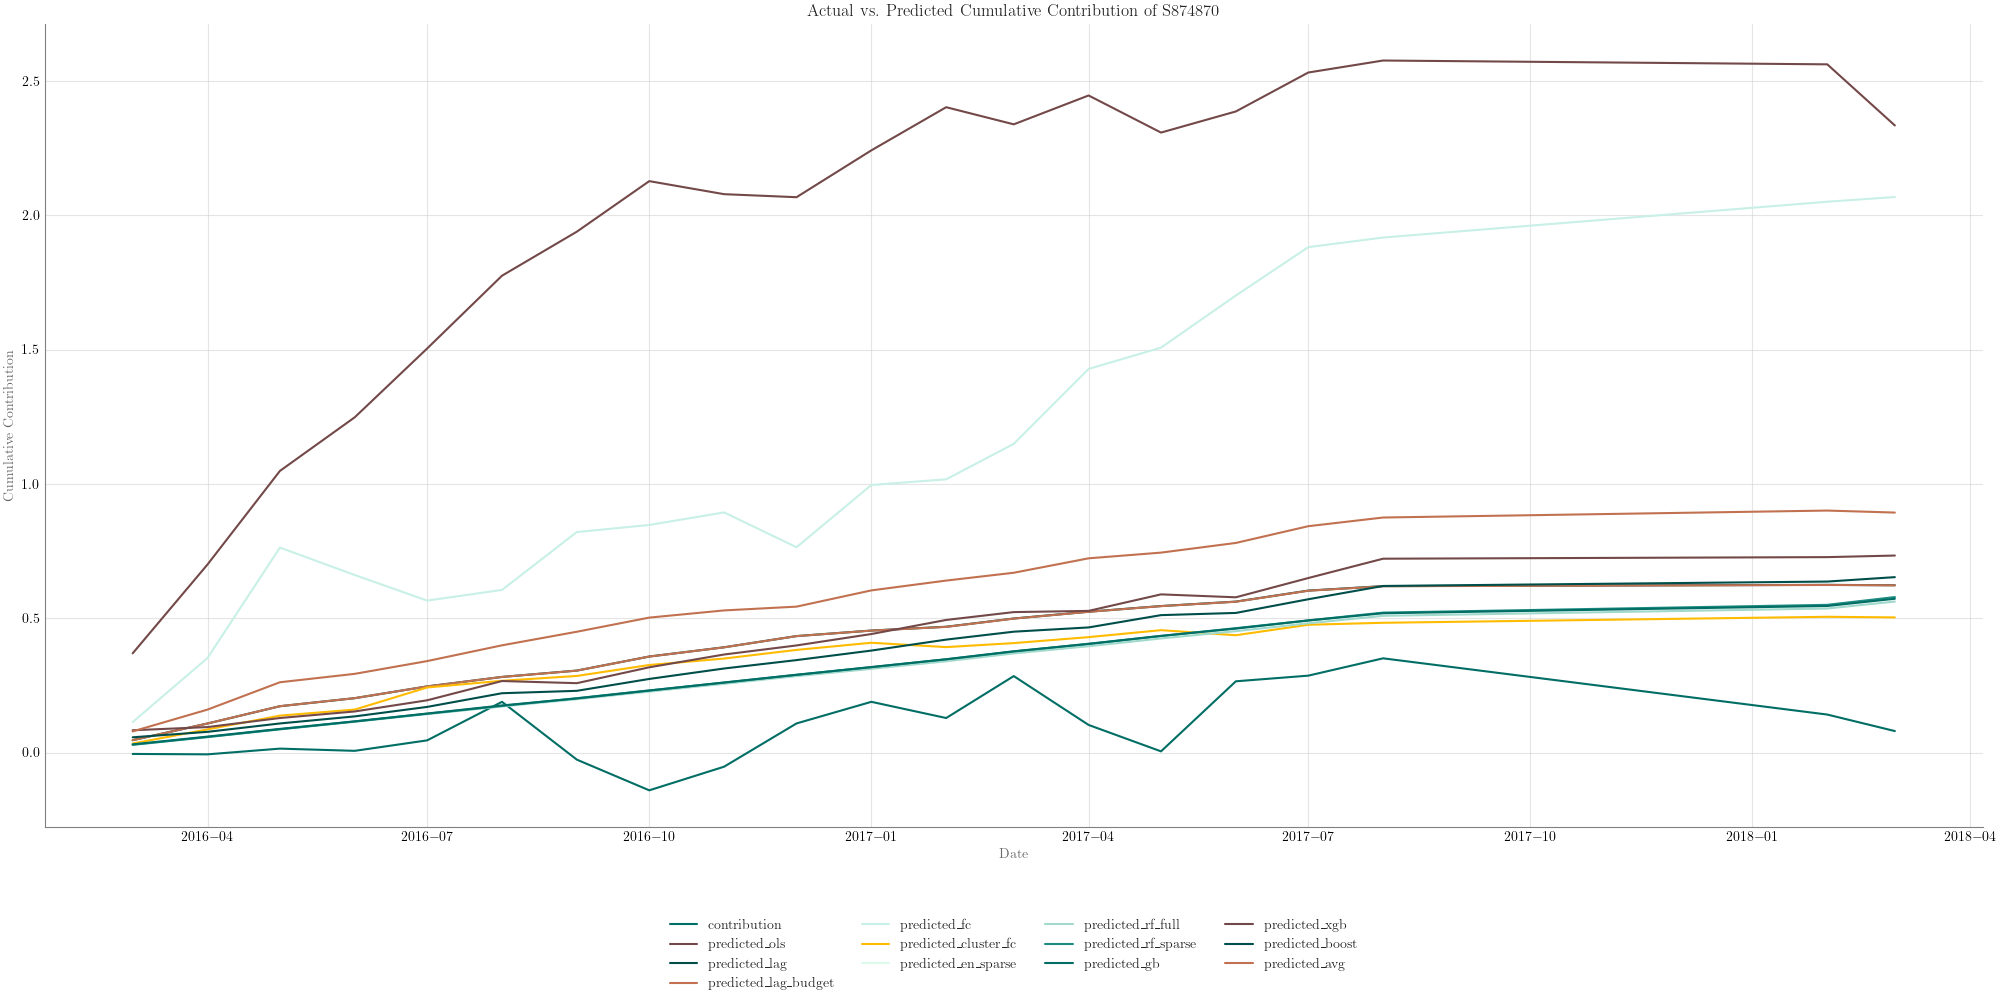 Actual vs. Predicted Cumulative Contribution of S874870
Cumulative Contribution
2.5
2.0
1.5
1.0
0.5
0.0
2016−04 2016−07 2016−10 2017−01 2017−04 2017−07 2017−10 2018−01 2018−04
Date
contribution predicted_fc predicted_rf_full predicted_xgb
predicted_ols predicted_cluster_fc predicted_rf_sparse predicted_boost
predicted_lag predicted_en_sparse predicted_gb predicted_avg
predicted_lag_budget